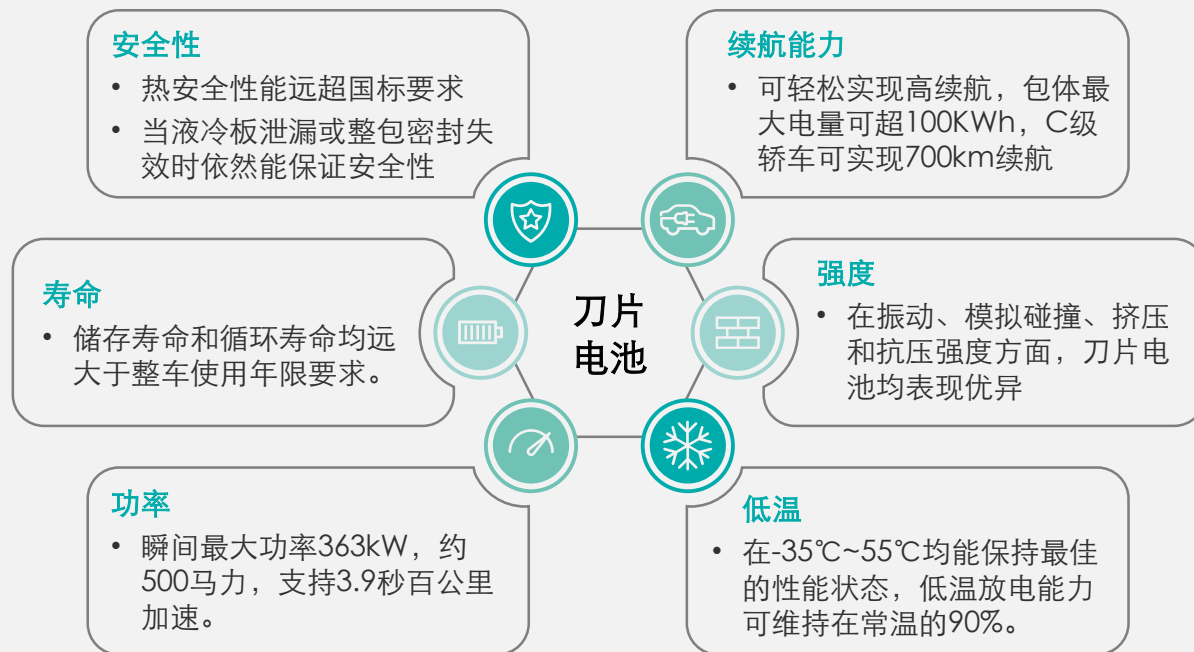 安全性
• 热安全性能远超国标要求
• 当液冷板泄漏或整包密封失
效时依然能保证安全性
续航能力
• 可轻松实现高续航，包体最
大电量可超100KWh，C级
轿车可实现700km续航
寿命
• 储存寿命和循环寿命均远
大于整车使用年限要求。
刀片
电池
强度
• 在振动、模拟碰撞、挤压
和抗压强度方面，刀片电
池均表现优异
功率
• 瞬间最大功率363kW，约
500马力，支持3.9秒百公里
加速。
低温
• 在-35℃~55℃均能保持最佳
的性能状态，低温放电能力
可维持在常温的90%。